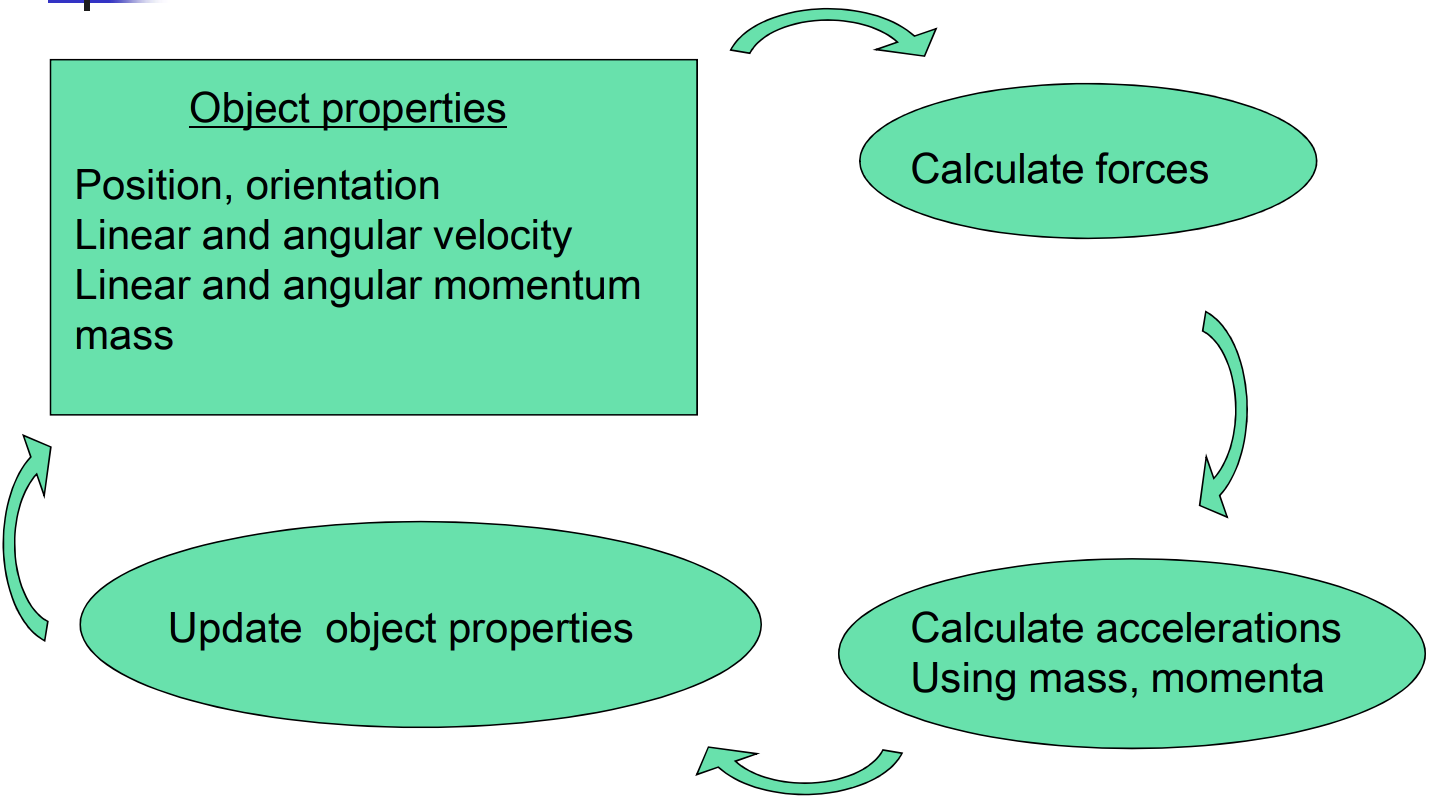 Object properties
Position, orientation
Linear and angular velocity
Linear and angular momentum
mass
Calculate forces
Calculate accelerations
Using mass, momenta
Update  object properties